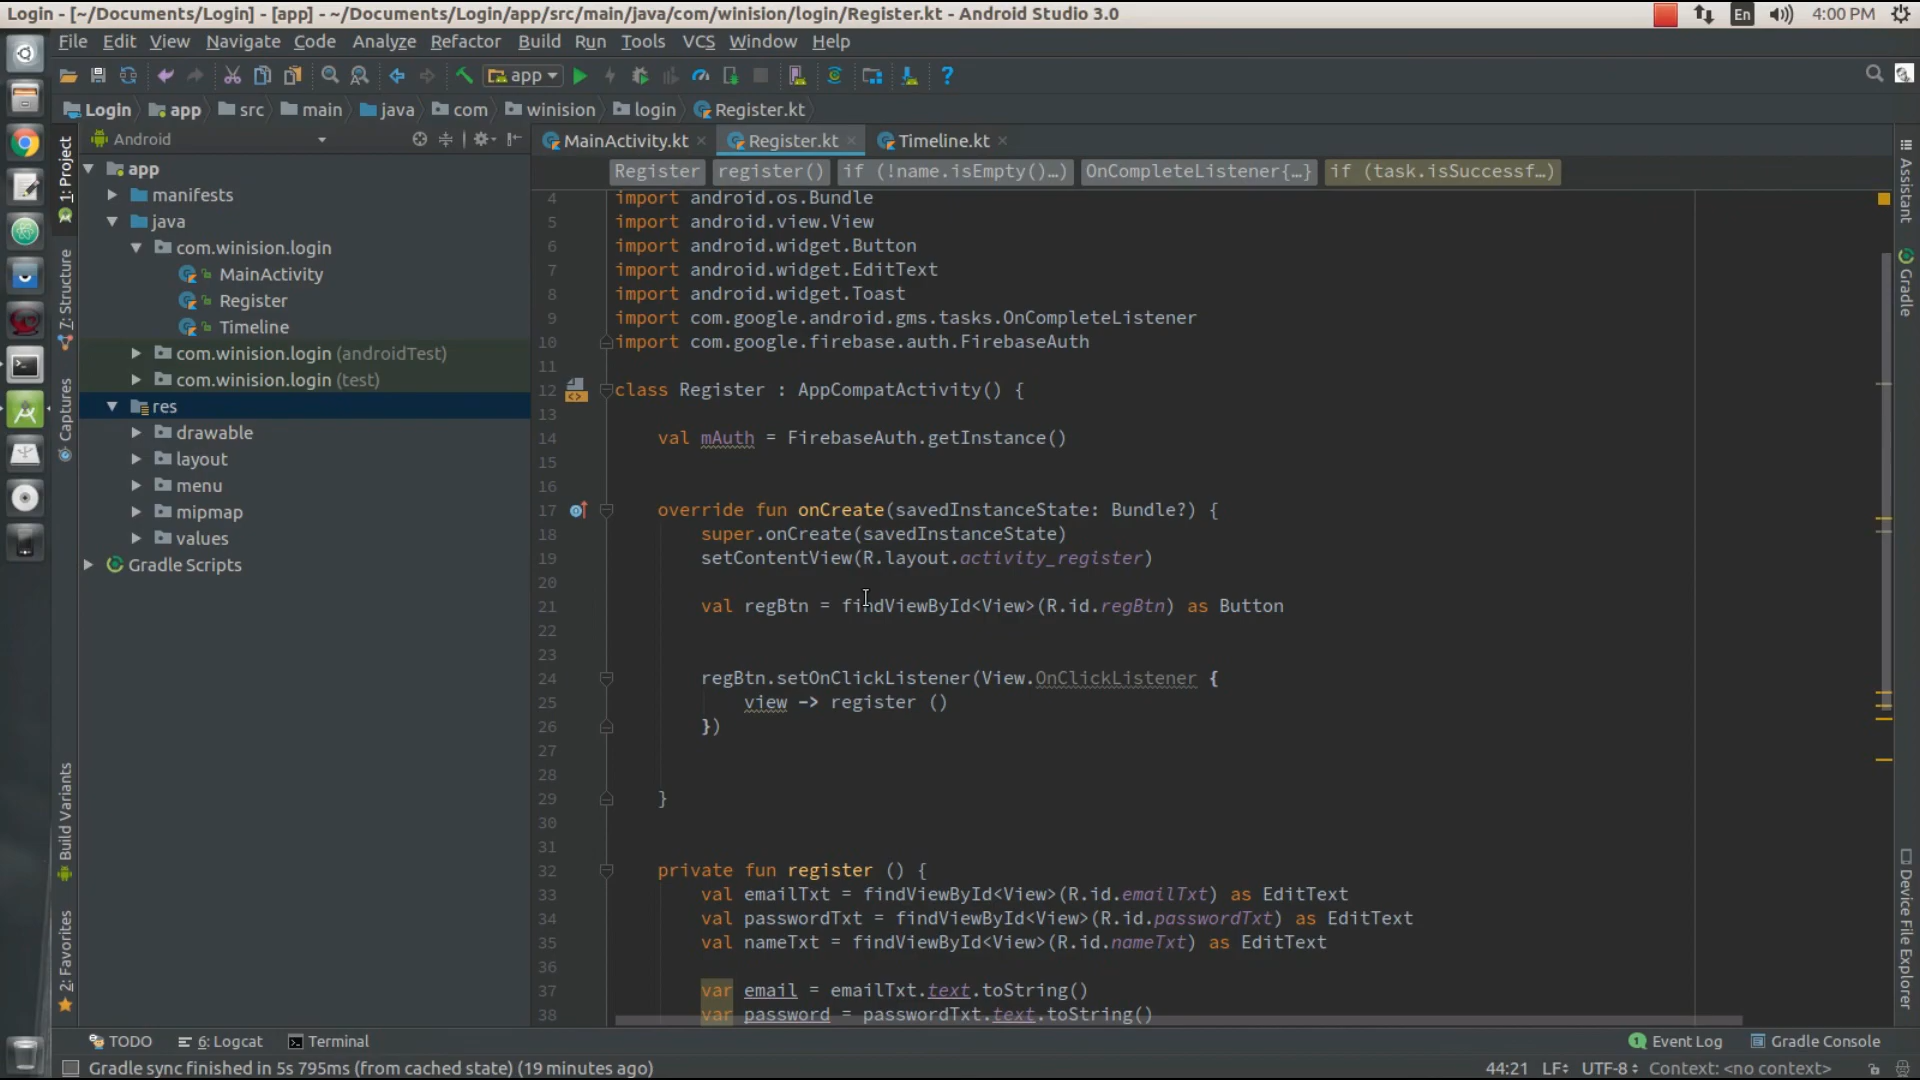 Login - [~/Documents/Login] - [app] - ~/Documents/Login/app/src/main/java/com/winision/login/Register.kt - Android Studio 3.0
En
4:00 PM
File Edit View Navigate Code Analyze Refactor Build Run Tools VCS Window Help
app
Login app src main java com winision login Register.kt
Android
MainActivity.kt Register.kt Timeline.kt
Register register() if (!name.isEmpty()…) OnCompleteListener{…} if (task.isSuccessf…)
1: Project
7: Structure
Captures
Build Variants
2: Favorites
app
manifests
java
com.winision.login
MainActivity
Register
Timeline
com.winision.login (androidTest)
com.winision.login (test)
res
drawable
layout
menu
mipmap
values
Gradle Scripts
4 import android.os.Bundle
5 import android.view.View
6 import android.widget.Button
7 import android.widget.EditText
8 import android.widget.Toast
9 import com.google.android.gms.tasks.OnCompleteListener
10 import com.google.firebase.auth.FirebaseAuth
11
12 class Register : AppCompatActivity() {
13
14 val mAuth = FirebaseAuth.getInstance()
15
16
17 override fun onCreate(savedInstanceState: Bundle?) {
18 super.onCreate(savedInstanceState)
19 setContentView(R.layout.activity_register)
20
21 val regBtn = findViewById<View>(R.id.regBtn) as Button
22
23
24 regBtn.setOnClickListener(View.OnClickListener {
25 view -> register ()
26 })
27
28
29 }
30
31
32 private fun register () {
33 val emailTxt = findViewById<View>(R.id.emailTxt) as EditText
34 val passwordTxt = findViewById<View>(R.id.passwordTxt) as EditText
35 val nameTxt = findViewById<View>(R.id.nameTxt) as EditText
36
37 var email = emailTxt.text.toString()
38 var password = passwordTxt.text.toString()
Assistant
Gradle
Device File Explorer
TODO 6: Logcat Terminal
1 Event Log Gradle Console
Gradle sync finished in 5s 795ms (from cached state) (19 minutes ago)
44:21 LF÷ UTF-8÷ Context: <no context>